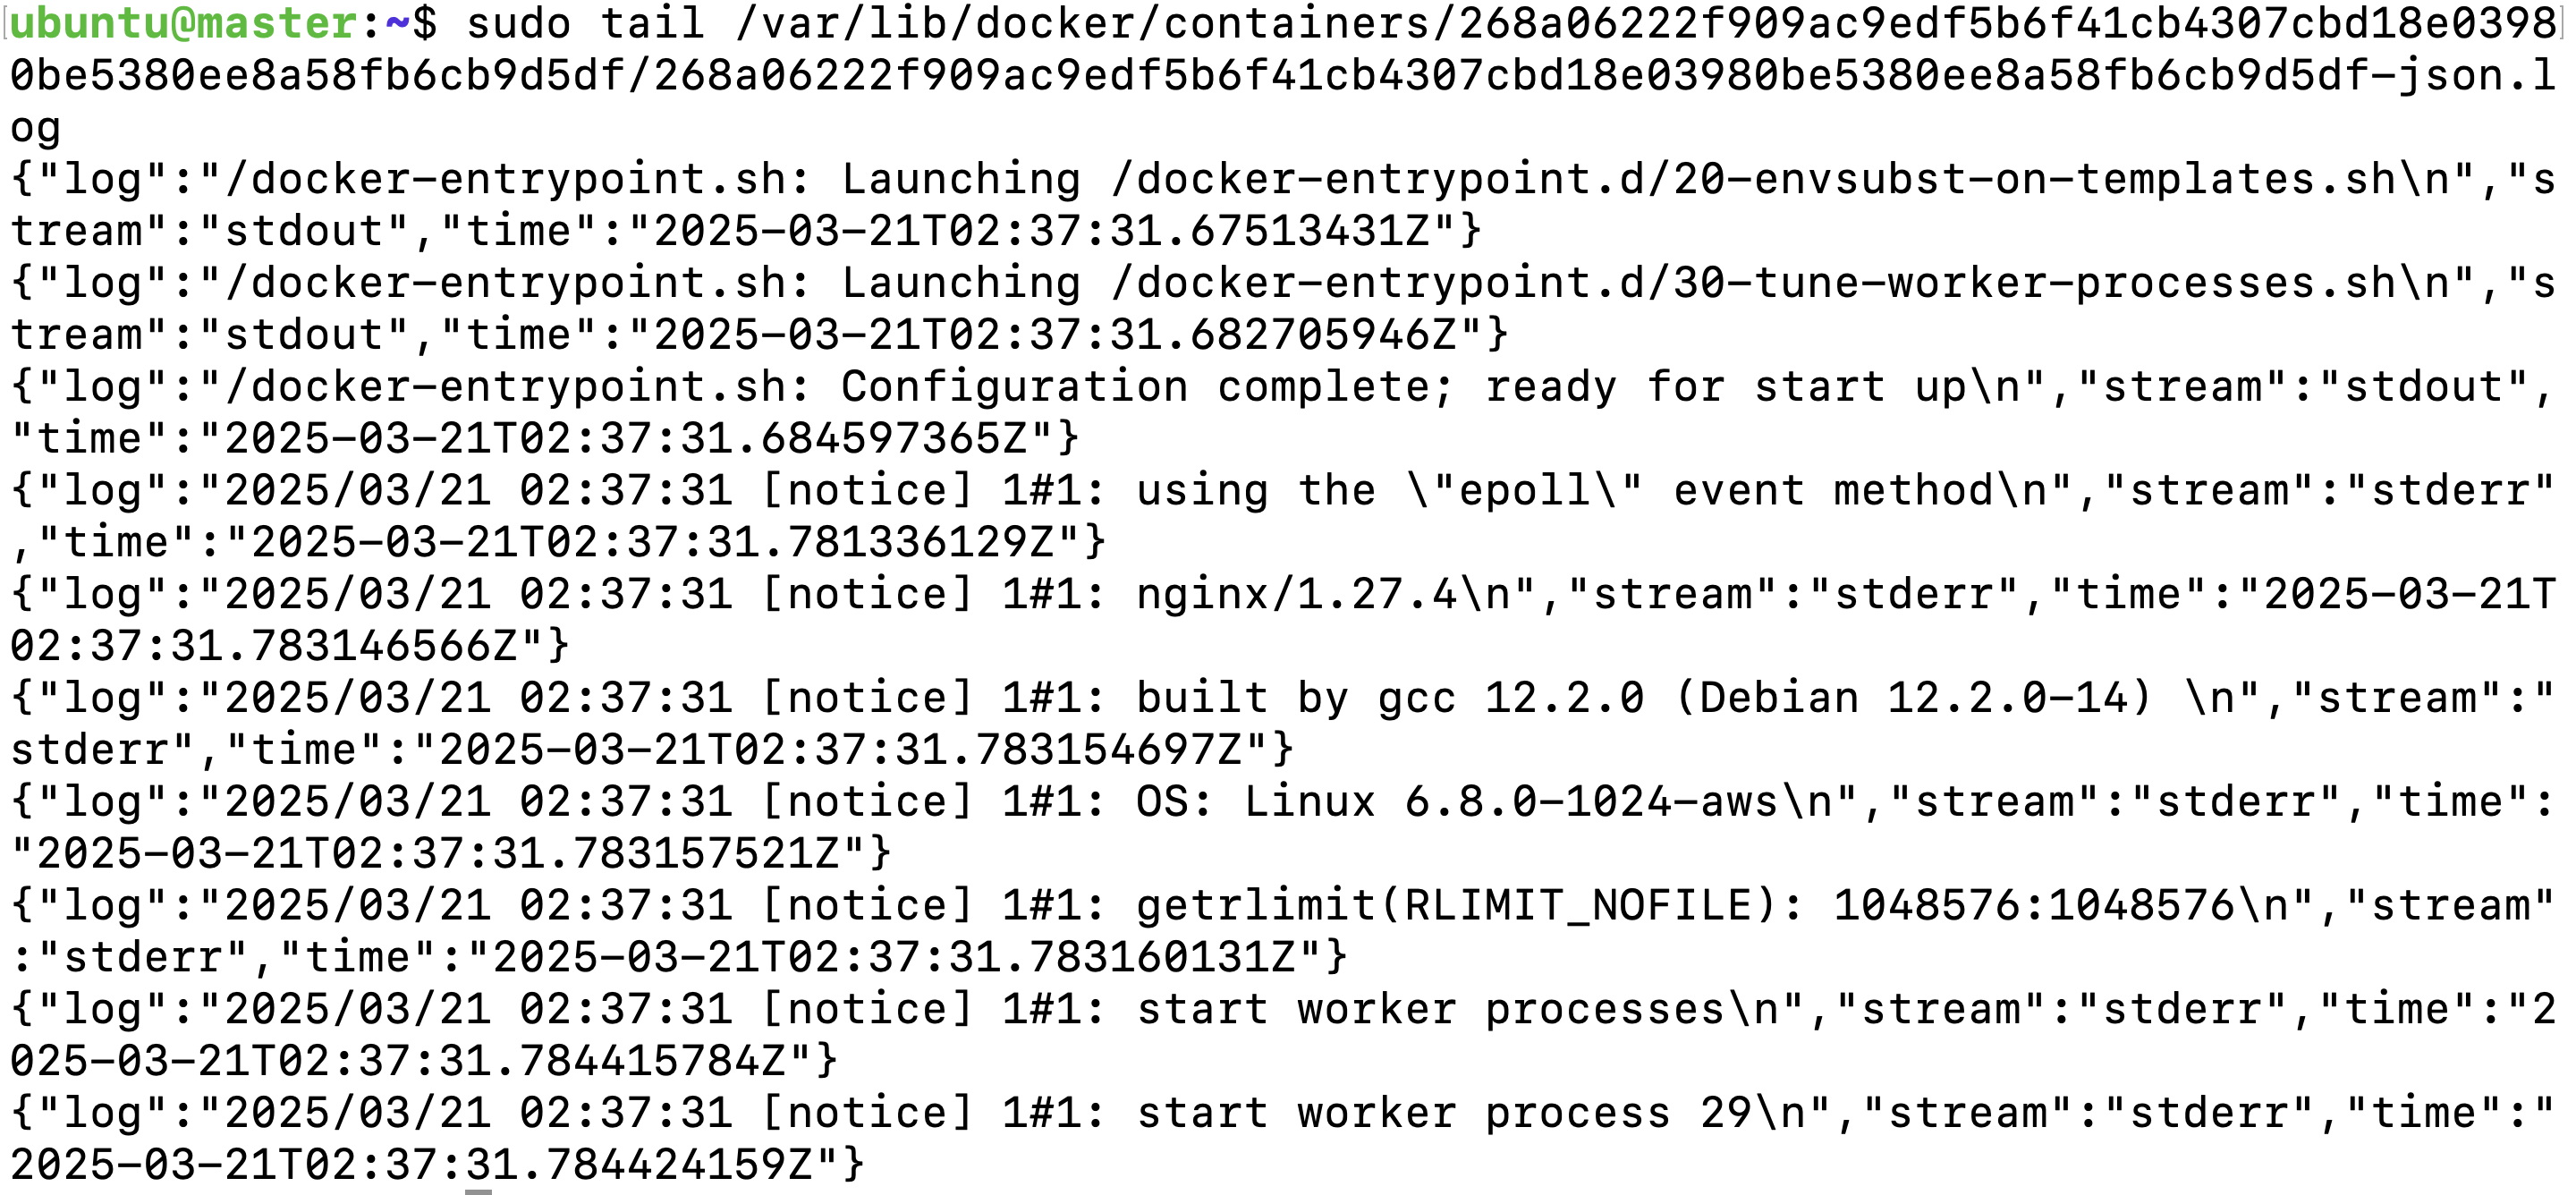 ubuntu@master:~$ sudo tail /var/lib/docker/containers/268a06222f909ac9edf5b6f41cb4307cbd18e0398
0be5380ee8a58fb6cb9d5df/268a06222f909ac9edf5b6f41cb4307cbd18e03980be5380ee8a58fb6cb9d5df-json.l
og
{"log":"/docker-entrypoint.sh: Launching /docker-entrypoint.d/20-envsubst-on-templates.sh\n","s
tream":"stdout","time":"2025-03-21T02:37:31.67513431Z"}
{"log":"/docker-entrypoint.sh: Launching /docker-entrypoint.d/30-tune-worker-processes.sh\n","s
tream":"stdout","time":"2025-03-21T02:37:31.682705946Z"}
{"log":"/docker-entrypoint.sh: Configuration complete; ready for start up\n","stream":"stdout",
"time":"2025-03-21T02:37:31.684597365Z"}
{"log":"2025/03/21 02:37:31 [notice] 1#1: using the \"epoll\" event method\n","stream":"stderr"
,"time":"2025-03-21T02:37:31.781336129Z"}
{"log":"2025/03/21 02:37:31 [notice] 1#1: nginx/1.27.4\n","stream":"stderr","time":"2025-03-21T
02:37:31.783146566Z"}
{"log":"2025/03/21 02:37:31 [notice] 1#1: built by gcc 12.2.0 (Debian 12.2.0-14) \n","stream":"
stderr","time":"2025-03-21T02:37:31.783154697Z"}
{"log":"2025/03/21 02:37:31 [notice] 1#1: OS: Linux 6.8.0-1024-aws\n","stream":"stderr","time":
"2025-03-21T02:37:31.783157521Z"}
{"log":"2025/03/21 02:37:31 [notice] 1#1: getrlimit(RLIMIT_NOFILE): 1048576:1048576\n","stream"
:"stderr","time":"2025-03-21T02:37:31.783160131Z"}
{"log":"2025/03/21 02:37:31 [notice] 1#1: start worker processes\n","stream":"stderr","time":"2
025-03-21T02:37:31.784415784Z"}
{"log":"2025/03/21 02:37:31 [notice] 1#1: start worker process 29\n","stream":"stderr","time":"
2025-03-21T02:37:31.784424159Z"}